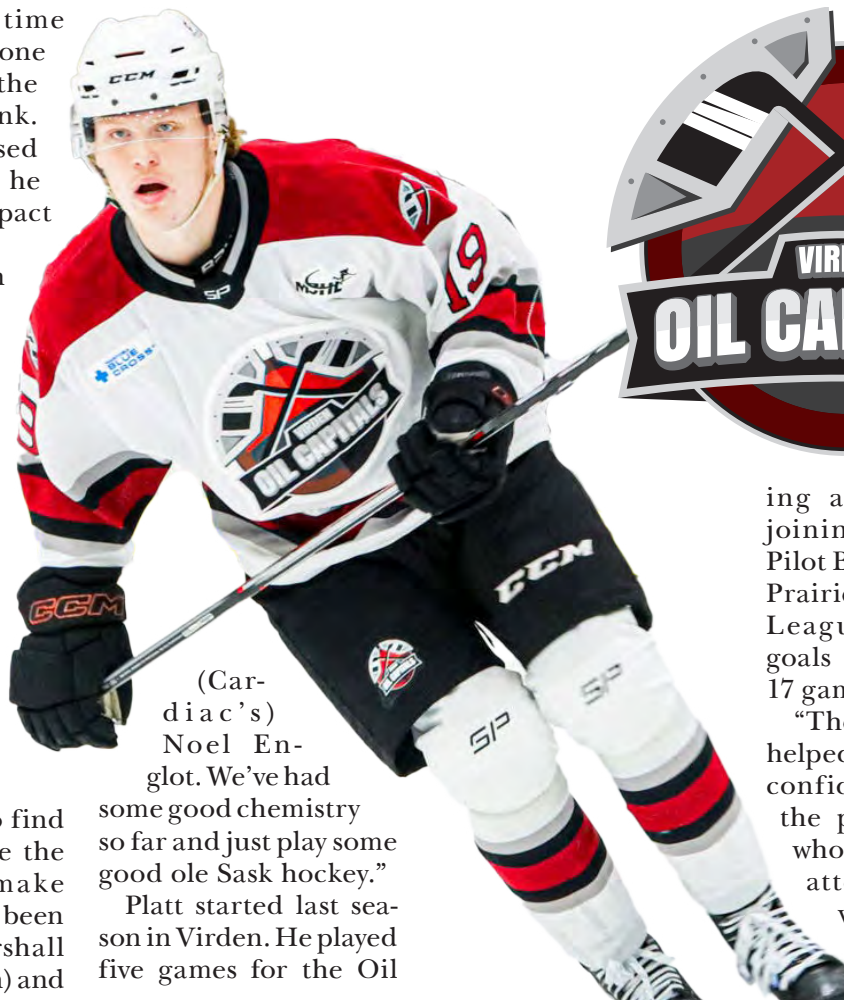 time
one
the
nk.
sed
he
pact
find
e the
make
been
shall
) and
(Car-
diac’s)
Noel En-
glot. We’ve had
some good chemistry
so far and just play some
good ole Sask hockey.”
Platt started last sea-
son in Virden. He played
five games for the Oil
ing a
joinin
Pilot B
Prairie
Leagu
goals
17 gam
“The
helped
confid
the p
who
att
CCM
SP
MJHL
19
BLUE
CROSS
VIRDEN
OIL CAPITALS
CCM
CCM
SP
SP
VIR
OIL CA